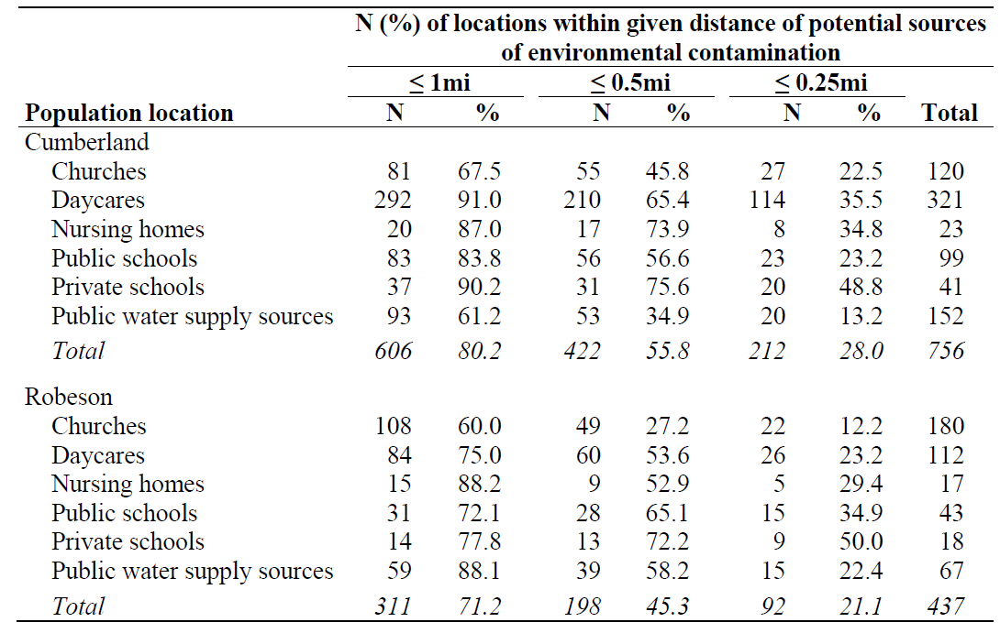 N (%) of locations within given distance of potential sources
of environmental contamination
≤ 1mi ≤ 0.5mi ≤ 0.25mi
Population location N % N % N % Total
Cumberland
Churches 81 67.5 55 45.8 27 22.5 120
Daycares 292 91.0 210 65.4 114 35.5 321
Nursing homes 20 87.0 17 73.9 8 34.8 23
Public schools 83 83.8 56 56.6 23 23.2 99
Private schools 37 90.2 31 75.6 20 48.8 41
Public water supply sources 93 61.2 53 34.9 20 13.2 152
Total 606 80.2 422 55.8 212 28.0 756
Robeson
Churches 108 60.0 49 27.2 22 12.2 180
Daycares 84 75.0 60 53.6 26 23.2 112
Nursing homes 15 88.2 9 52.9 5 29.4 17
Public schools 31 72.1 28 65.1 15 34.9 43
Private schools 14 77.8 13 72.2 9 50.0 18
Public water supply sources 59 88.1 39 58.2 15 22.4 67
Total 311 71.2 198 45.3 92 21.1 437